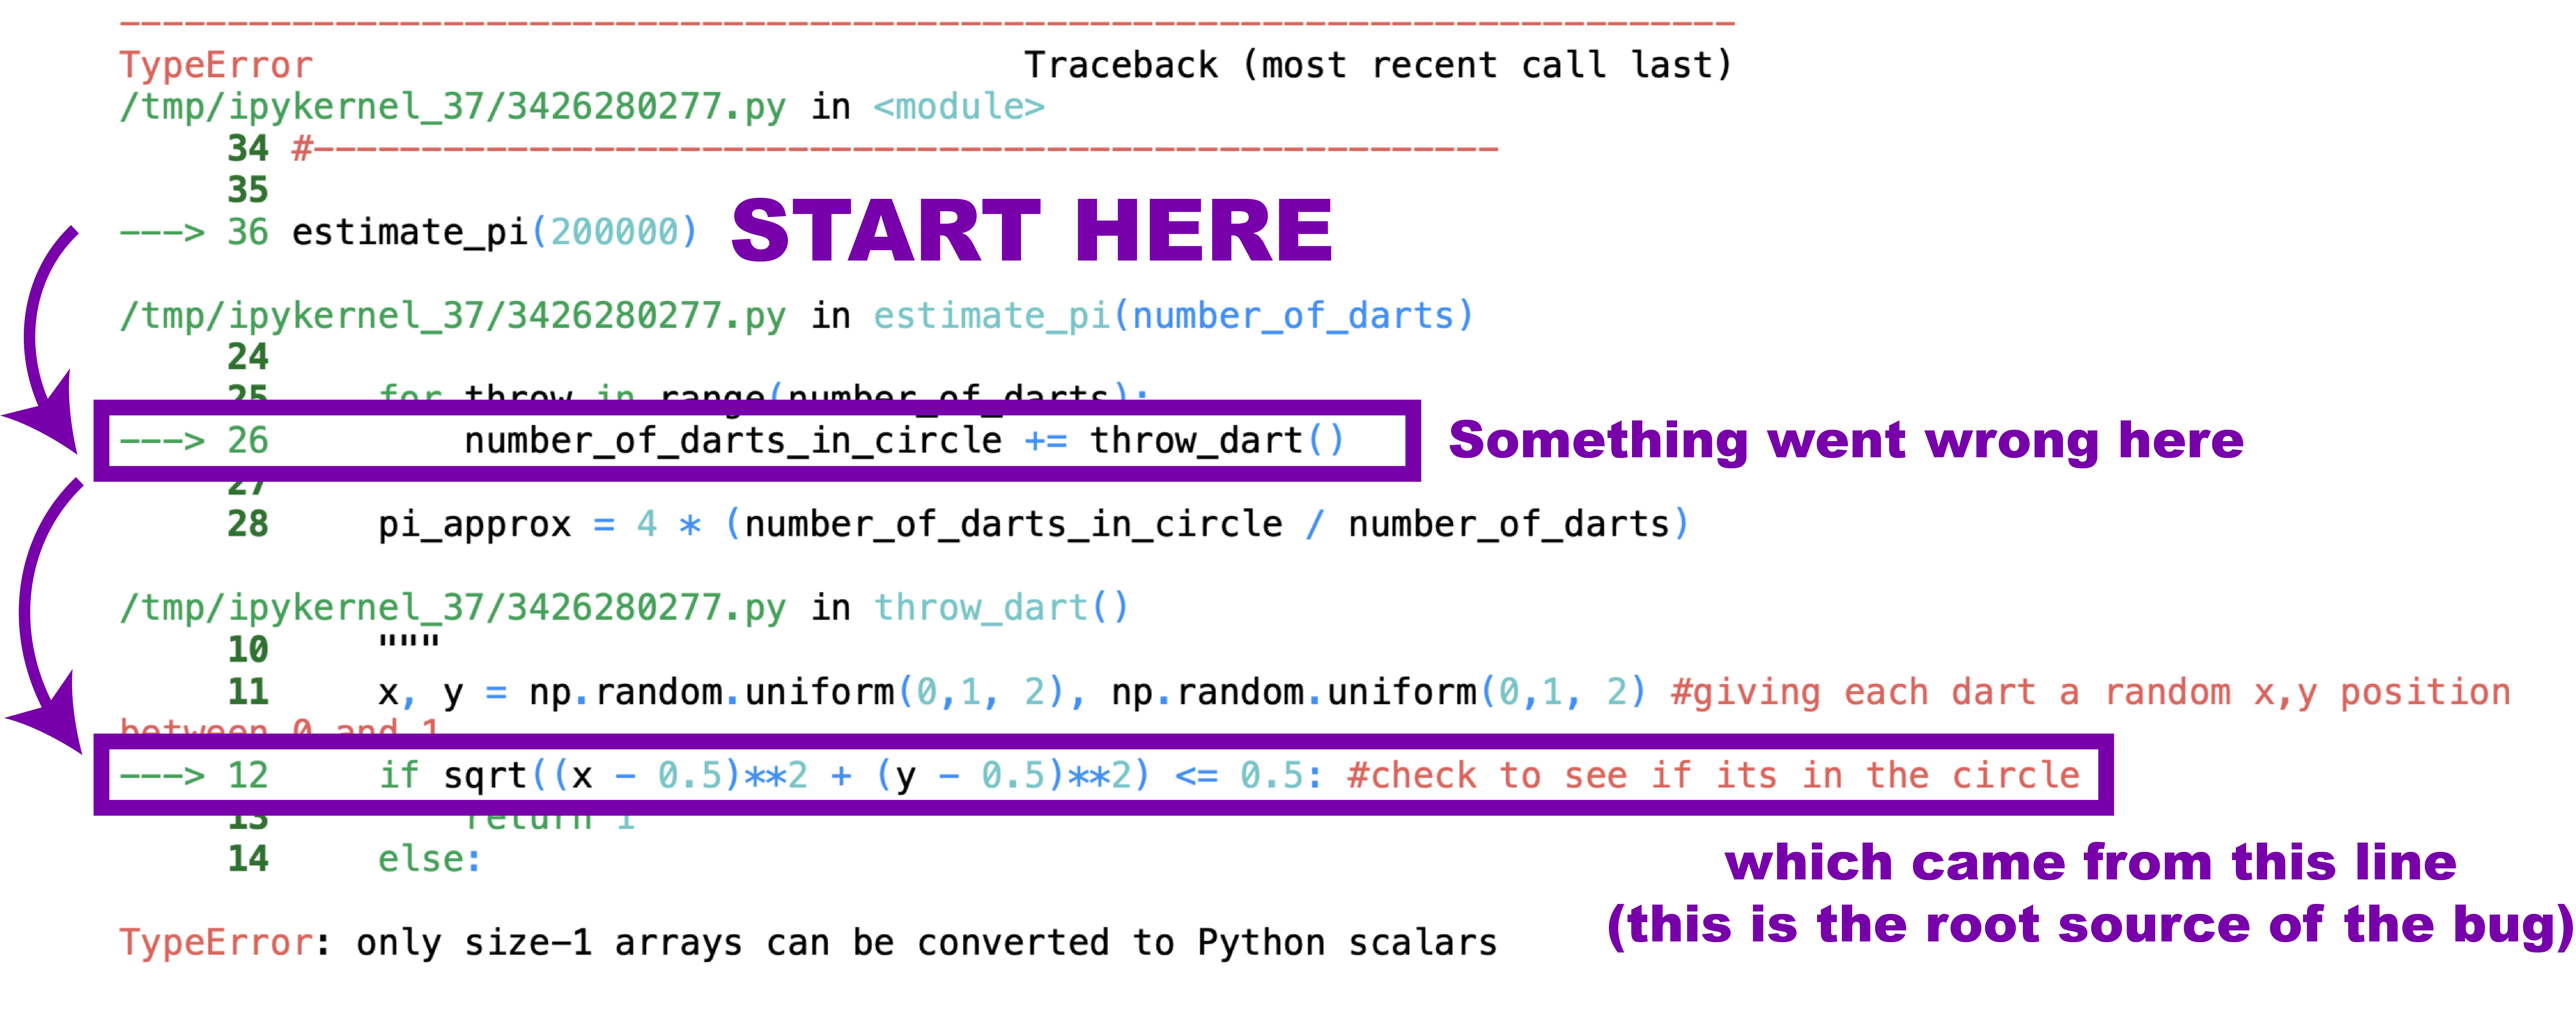 --------------------------------------------------------------------------- 
TypeError                                 Traceback (most recent call last)
/tmp/ipykernel_37/3426280277.py in <module>
     34 #-------------------------------------------------------
     35
---> 36 estimate_pi(200000)
START HERE
/tmp/ipykernel_37/3426280277.py in estimate_pi(number_of_darts)
     24
     25     for throw in range(number_of_darts):
---> 26         number_of_darts_in_circle += throw_dart()
Something went wrong here
     27
     28     pi_approx = 4 * (number_of_darts_in_circle / number_of_darts)
/tmp/ipykernel_37/3426280277.py in throw_dart()
     10     """
     11     x, y = np.random.uniform(0,1, 2), np.random.uniform(0,1, 2) #giving each dart a random x,y position
between 0 and 1
---> 12     if sqrt((x - 0.5)**2 + (y - 0.5)**2) <= 0.5: #check to see if its in the circle
     13         return 1
     14     else:
which came from this line
(this is the root source of the bug)
TypeError: only size-1 arrays can be converted to Python scalars